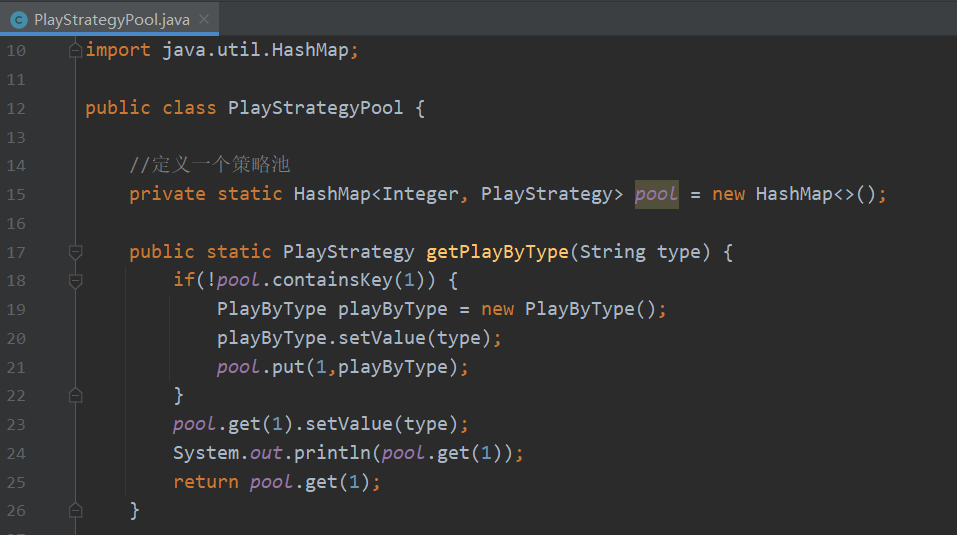 PlayStrategyPool.java
10 import java.util.HashMap;
11
12 public class PlayStrategyPool {
13
14 //定义一个策略池
15 private static HashMap<Integer, PlayStrategy> pool = new HashMap<>();
16
17 public static PlayStrategy getPlayByType(String type) {
18 if(!pool.containsKey(1)) {
19 PlayByType playByType = new PlayByType();
20 playByType.setValue(type);
21 pool.put(1,playByType);
22 }
23 pool.get(1).setValue(type);
24 System.out.println(pool.get(1));
25 return pool.get(1);
26 }